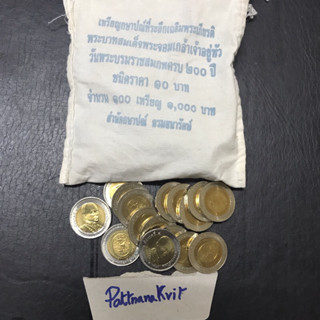 เหรียญกษาปณ์ที่ระลึกเฉลิมพระเกียรติ
พระบาทสมเด็จพระจอมเกล้าเจ้าอยู่หัว
วันพระบรมราชสมภพครบ ๒๐๐ ปี
ชนิดราคา ๑๐ บาท
จำนวน ๑๐๐ เหรียญ ๑,๐๐๐ บาท
สำนักกษาปณ์ กรมธนารักษ์
PattnanaKvit